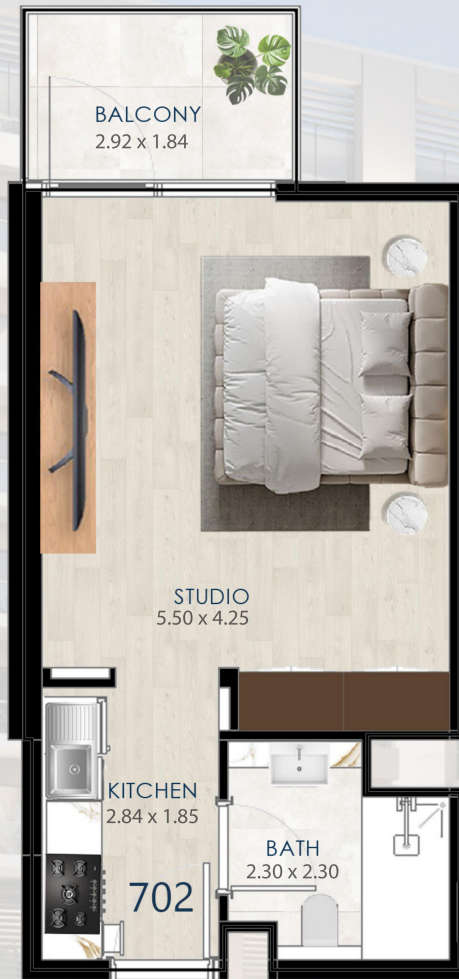 BALCONY
2.92 x 1.84
STUDIO
5.50 x 4.25
KITCHEN
2.84 x 1.85
BATH
2.30 x 2.30
702